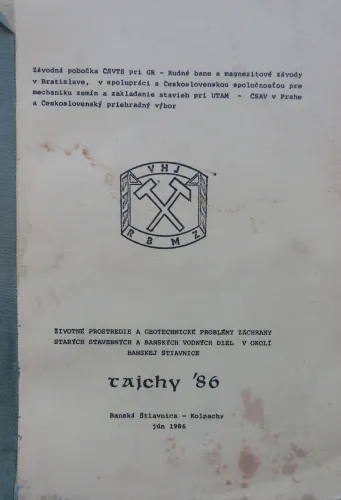 Závodná pobočka ČSVTS pri GR - Rudné bane a magnezitové závody
v Bratislave, v spolupráci s Československou spoločnosťou pre
mechaniku zemín a zakladanie stavieb pri UTAM - ČSAV v Prahe
a Československý priehradný výbor
VHJ
RBMZ
ŽIVOTNÉ PROSTREDIE A GEOTECHNICKÉ PROBLÉMY ZÁCHRANY
STARÝCH STAVEBNÝCH A BANSKÝCH VODNÝCH DIEL V OKOLÍ
BANSKEJ ŠTIAVNICE
tajchy '86
Banská Štiavnica - Kolpachy
jún 1986